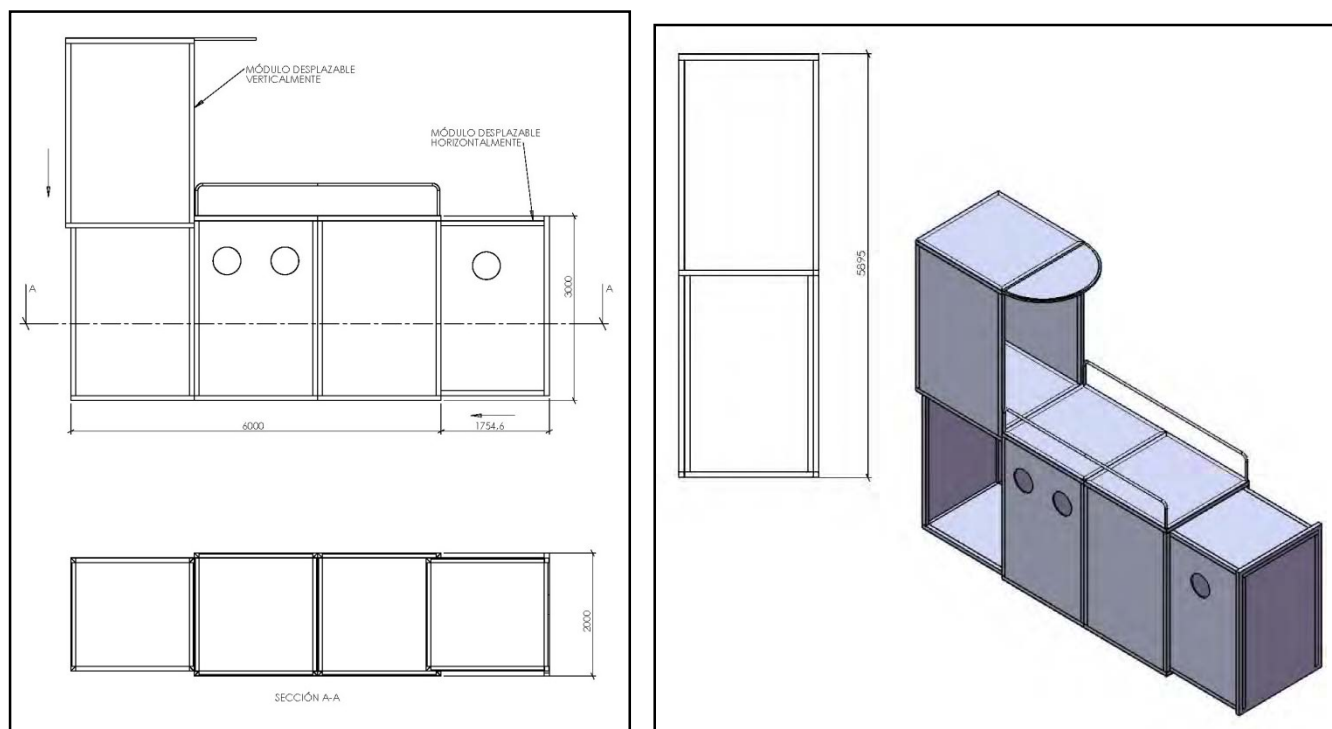 MÓDULO DESPLAZABLE
VERTICALMENTE
MÓDULO DESPLAZABLE
HORIZONTALMENTE
A
A
3000
6000
1754,6
2000
SECCIÓN A-A
5895